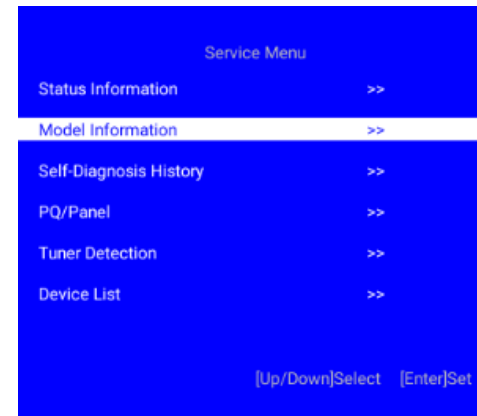 Service Menu
Status Information >>
Model Information >>
Self-Diagnosis History >>
PQ/Panel >>
Tuner Detection >>
Device List >>
[Up/Down]Select [Enter]Set